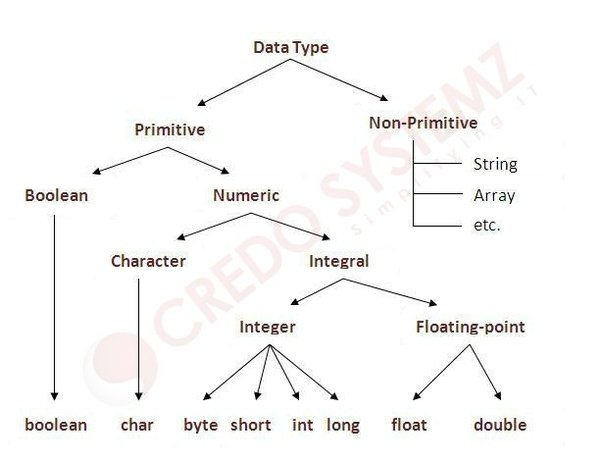 Data Type
Primitive
Non-Primitive
String
Boolean
Numeric
Array
etc.
Character
Integral
Integer
Floating-point
boolean
char
byte
short
int
long
float
double
CREDO SYSTEMZ
Simplifying IT